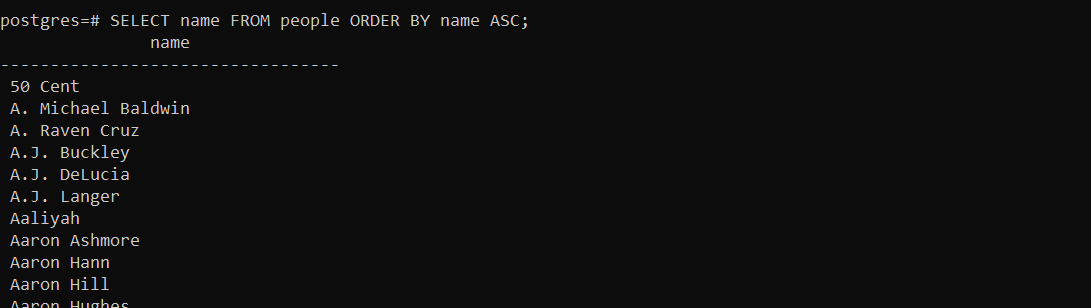 postgres=# SELECT name FROM people ORDER BY name ASC;
name
----------------------------------
50 Cent
A. Michael Baldwin
A. Raven Cruz
A.J. Buckley
A.J. DeLucia
A.J. Langer
Aaliyah
Aaron Ashmore
Aaron Hann
Aaron Hill
Aaron Hughes